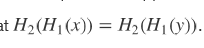 at H₂(H₁(x)) = H₂(H₁(y)).